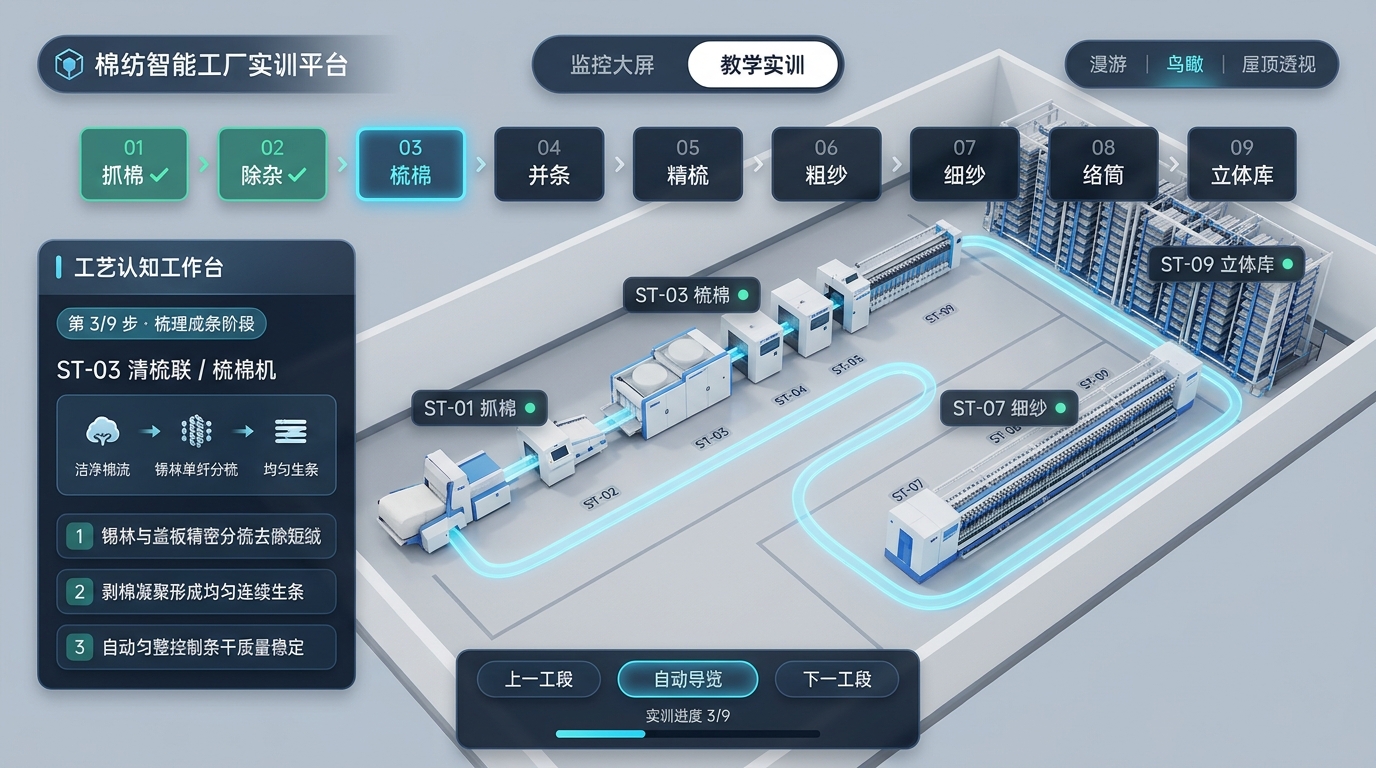 棉纺智能工厂实训平台
监控大屏
教学实训
漫游
鸟瞰
屋顶透视
01
抓棉
02
除杂
03
梳棉
04
并条
05
精梳
06
粗纱
07
细纱
08
络筒
09
立体库
工艺认知工作台
第 3/9 步 · 梳理成条阶段
ST-03 清梳联 / 梳棉机
洁净棉流
锡林单纤分梳
均匀生条
1 锡林与盖板精密分梳去除短绒
2 剥棉凝聚形成均匀连续生条
3 自动匀整控制条干质量稳定
ST-01 抓棉
ST-03 梳棉
ST-07 细纱
ST-09 立体库
ST-02
ST-03
ST-04
ST-05
ST-07
上一工段
自动导览
下一工段
实训进度 3/9